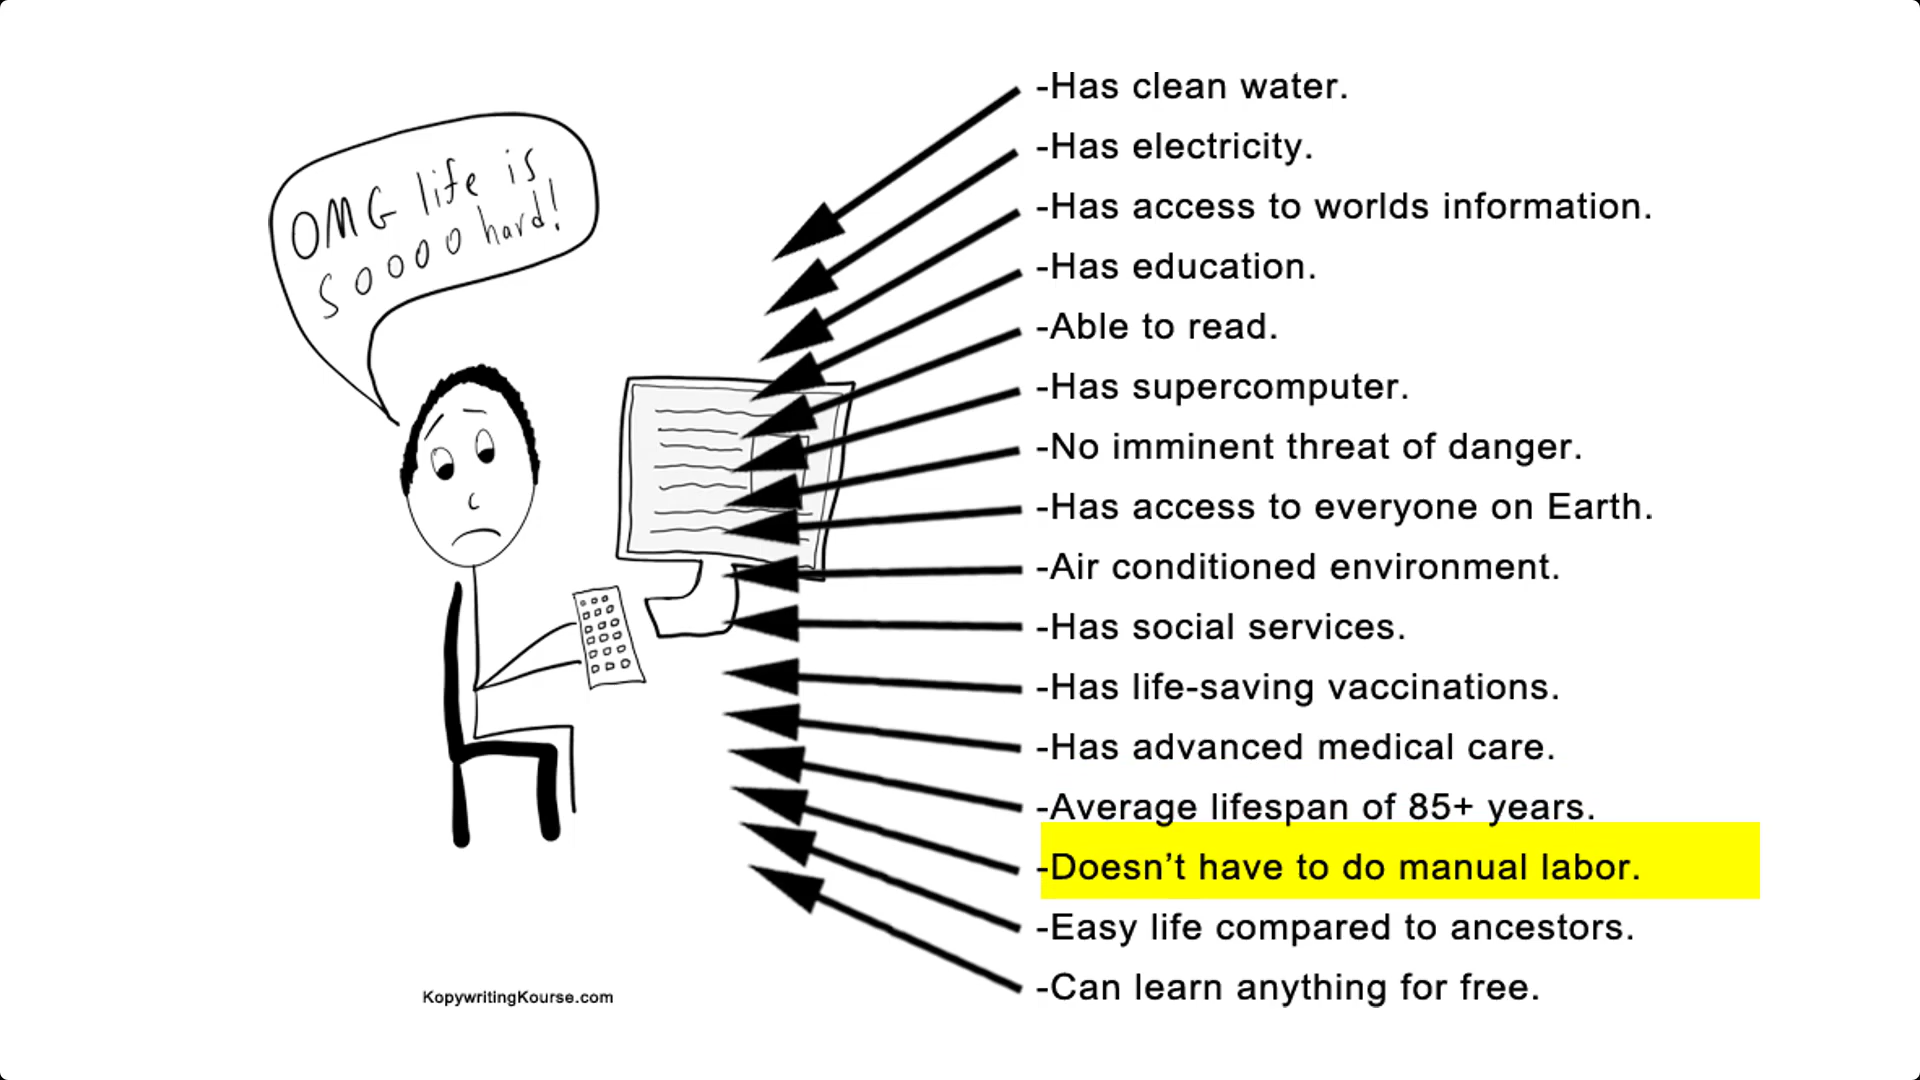 OMG life is
soooo hard!
-Has clean water.
-Has electricity.
-Has access to worlds information.
-Has education.
-Able to read.
-Has supercomputer.
-No imminent threat of danger.
-Has access to everyone on Earth.
-Air conditioned environment.
-Has social services.
-Has life-saving vaccinations.
-Has advanced medical care.
-Average lifespan of 85+ years.
-Doesn’t have to do manual labor.
-Easy life compared to ancestors.
-Can learn anything for free.
KopywritingKourse.com